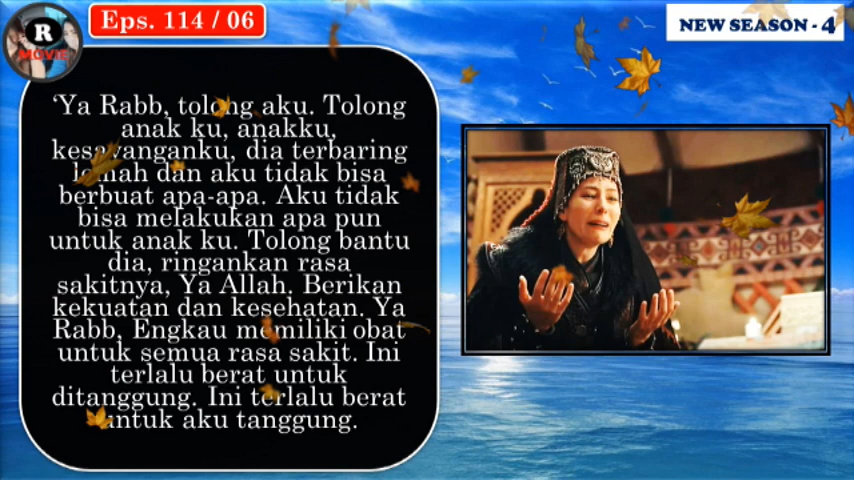 R
MOVIE
Eps. 114 / 06
NEW SEASON - 4
‘Ya Rabb, tolong aku. Tolong
anak ku, anakku,
kesayanganku, dia terbaring
lemah dan aku tidak bisa
berbuat apa-apa. Aku tidak
bisa melakukan apa pun
untuk anak ku. Tolong bantu
dia, ringankan rasa
sakitnya, Ya Allah. Berikan
kekuatan dan kesehatan. Ya
Rabb, Engkau memiliki obat
untuk semua rasa sakit. Ini
terlalu berat untuk
ditanggung. Ini terlalu berat
untuk aku tanggung.